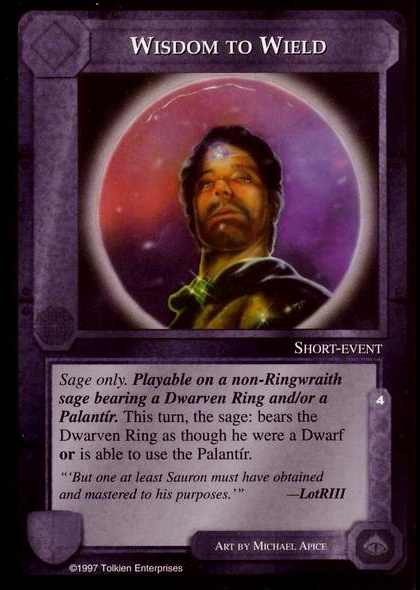 Wisdom to Wield
Short-event
Sage only. Playable on a non-Ringwraith
sage bearing a Dwarven Ring and/or a
Palantír. This turn, the sage: bears the
Dwarven Ring as though he were a Dwarf
or is able to use the Palantír.
4
“‘But one at least Sauron must have obtained
and mastered to his purposes.’” —LotRIII
Art by Michael Apice
©1997 Tolkien Enterprises